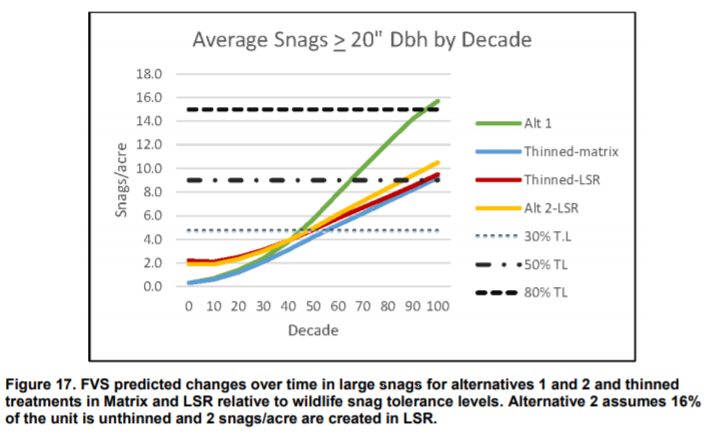 Average Snags ≥ 20" Dbh by Decade
18.0
16.0
14.0
12.0
10.0
8.0
6.0
4.0
2.0
0.0
Snags/acre
0 10 20 30 40 50 60 70 80 90 100
Decade
Alt 1
Thinned-matrix
Thinned-LSR
Alt 2-LSR
30% T.L
50% TL
80% TL
Figure 17. FVS predicted changes over time in large snags for alternatives 1 and 2 and thinned
treatments in Matrix and LSR relative to wildlife snag tolerance levels. Alternative 2 assumes 16%
of the unit is unthinned and 2 snags/acre are created in LSR.